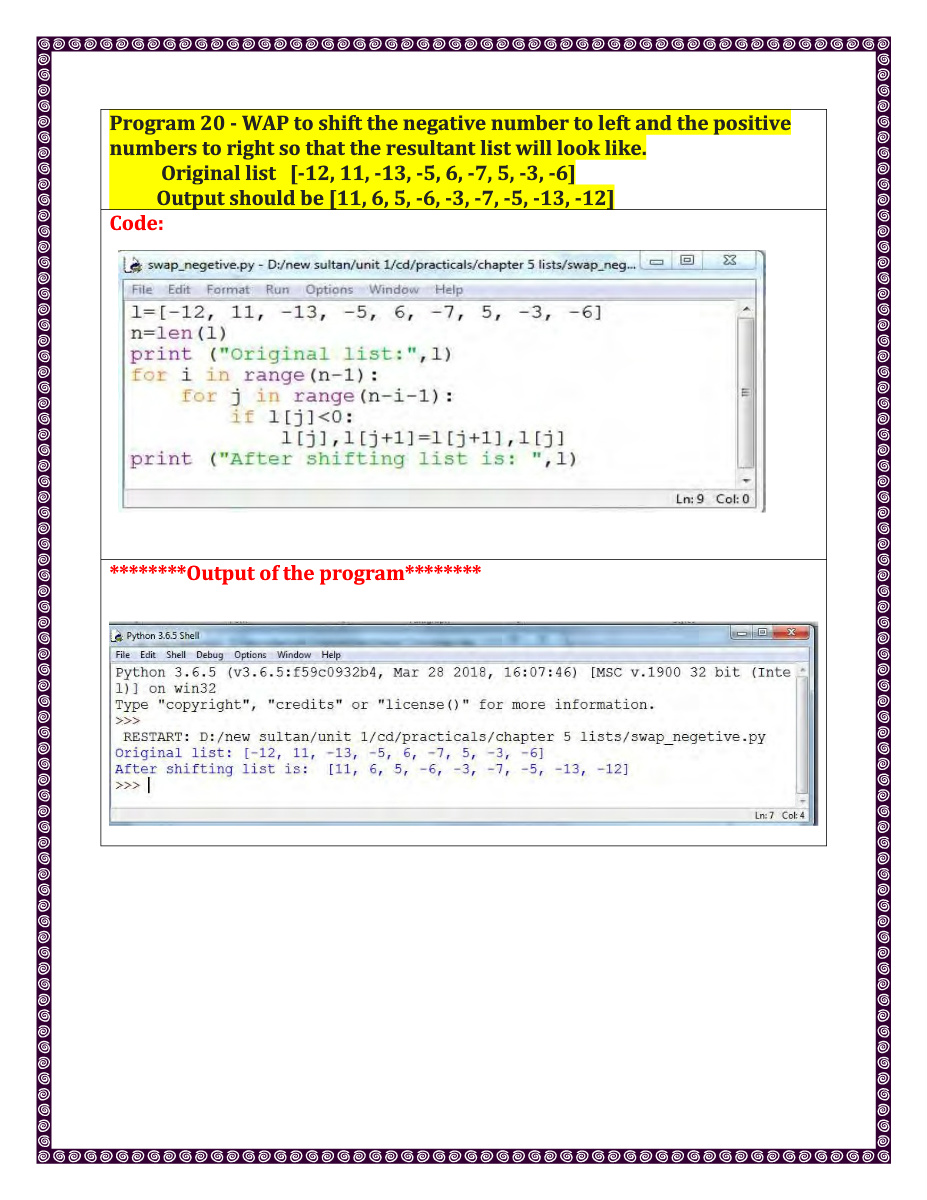 Program 20 - WAP to shift the negative number to left and the positive
numbers to right so that the resultant list will look like.
Original list [-12, 11, -13, -5, 6, -7, 5, -3, -6]
Output should be [11, 6, 5, -6, -3, -7, -5, -13, -12]
Code:
swap_negetive.py - D:/new sultan/unit 1/cd/practicals/chapter 5 lists/swap_neg...
File Edit Format Run Options Window Help
l=[-12, 11, -13, -5, 6, -7, 5, -3, -6]
n=len(l)
print ("Original list:",l)
for i in range(n-1):
    for j in range(n-i-1):
        if l[j]<0:
            l[j],l[j+1]=l[j+1],l[j]
print ("After shifting list is: ",l)
Ln: 9 Col: 0
********Output of the program********
Python 3.6.5 Shell
File Edit Shell Debug Options Window Help
Python 3.6.5 (v3.6.5:f59c0932b4, Mar 28 2018, 16:07:46) [MSC v.1900 32 bit (Inte
l)] on win32
Type "copyright", "credits" or "license()" for more information.
>>>
 RESTART: D:/new sultan/unit 1/cd/practicals/chapter 5 lists/swap_negetive.py
Original list: [-12, 11, -13, -5, 6, -7, 5, -3, -6]
After shifting list is:  [11, 6, 5, -6, -3, -7, -5, -13, -12]
>>>
Ln: 7 Col: 4